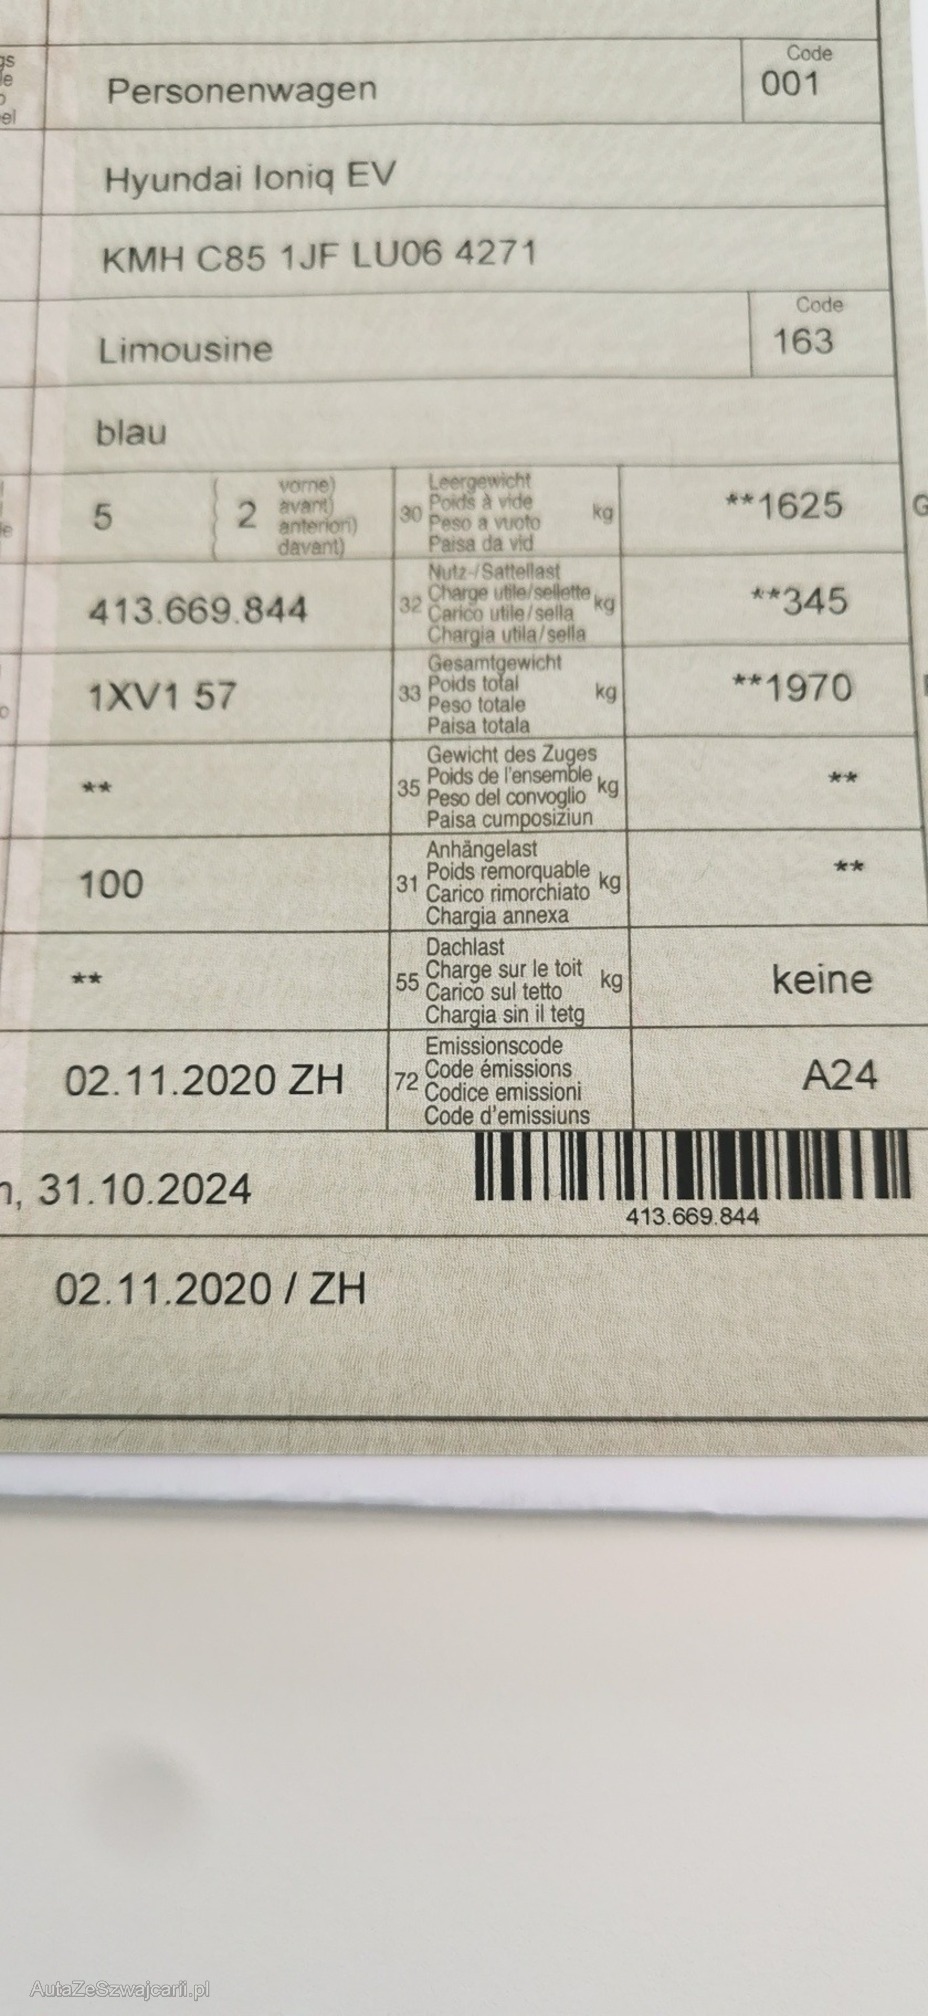 Code
Personenwagen 001
Hyundai Ioniq EV
KMH C85 1JF LU06 4271
Code
Limousine 163
blau
5 ( 2 vorne)
avant)
anteriori)
davant)
30 Leergewicht
Poids à vide
Peso a vuoto
Paisa da vid
kg **1625
413.669.844
32 Nutz-/Sattellast
Charge utile/sellette
Carico utile/sella
Chargia utila/sella
kg **345
1XV1 57
33 Gesamtgewicht
Poids total
Peso totale
Paisa totala
kg **1970
**
35 Gewicht des Zuges
Poids de l'ensemble
Peso del convoglio
Paisa cumposiziun
kg **
100
31 Anhängelast
Poids remorquable
Carico rimorchiato
Chargia annexa
kg **
**
55 Dachlast
Charge sur le toit
Carico sul tetto
Chargia sin il tetg
kg keine
02.11.2020 ZH
72 Emissionscode
Code émissions
Codice emissioni
Code d'emissiuns
A24
, 31.10.2024
413.669.844
02.11.2020 / ZH
AutaZeSzwajcarii.pl